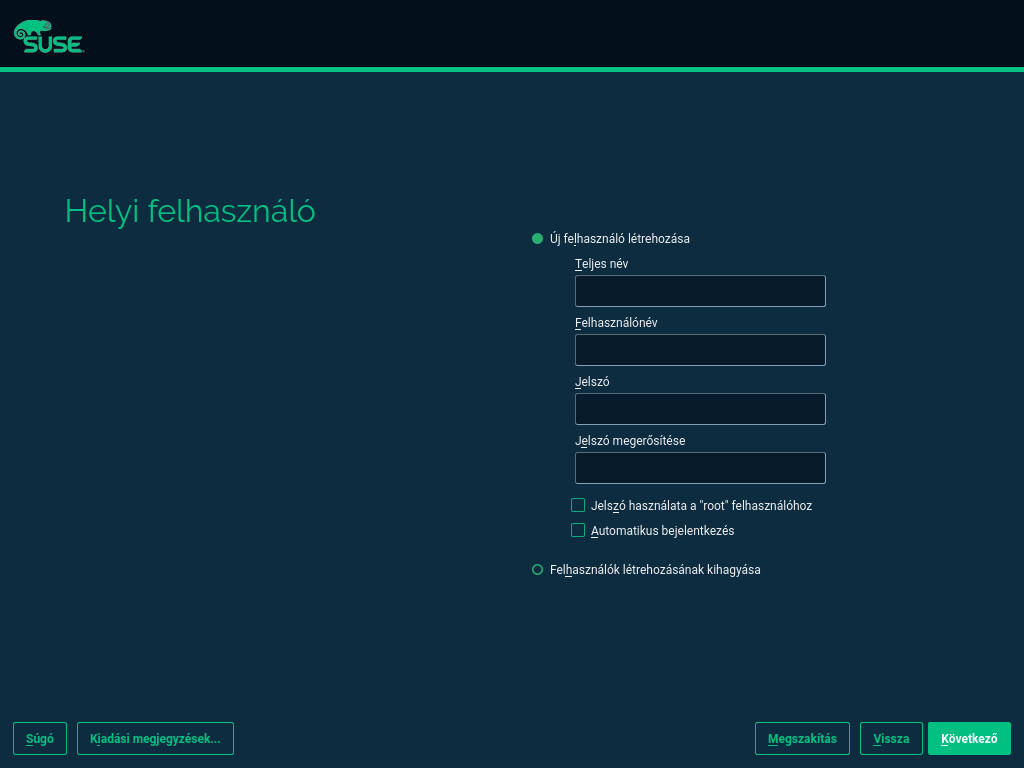 SUSE
Helyi felhasználó
Új felhasználó létrehozása
Teljes név
Felhasználónév
Jelszó
Jelszó megerősítése
Jelszó használata a "root" felhasználóhoz
Automatikus bejelentkezés
Felhasználók létrehozásának kihagyása
Súgó
Kiadási megjegyzések...
Megszakítás
Vissza
Következő